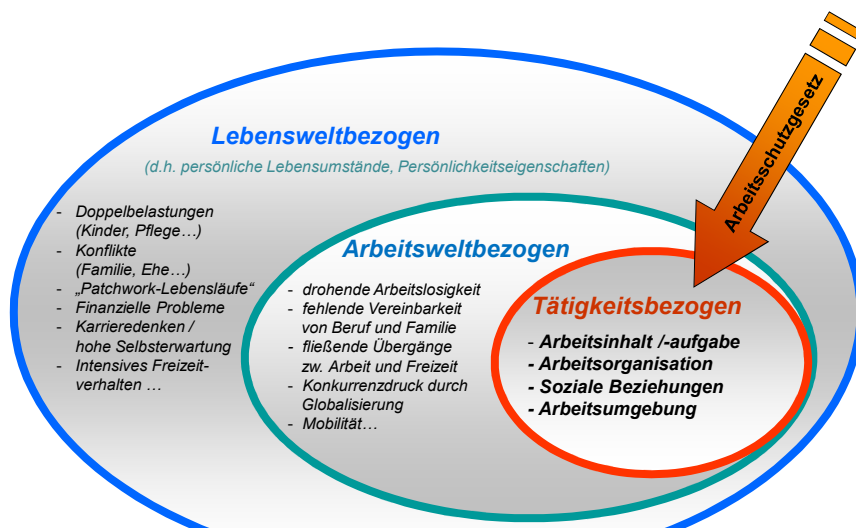 Lebensweltbezogen
(d.h. persönliche Lebensumstände, Persönlichkeitseigenschaften)
- Doppelbelastungen
(Kinder, Pflege…)
- Konflikte
(Familie, Ehe…)
- „Patchwork-Lebensläufe“
- Finanzielle Probleme
- Karrieredenken /
hohe Selbsterwartung
- Intensives Freizeit-
verhalten …
Arbeitsweltbezogen
- drohende Arbeitslosigkeit
- fehlende Vereinbarkeit
von Beruf und Familie
- fließende Übergänge
zw. Arbeit und Freizeit
- Konkurrenzdruck durch
Globalisierung
- Mobilität…
Tätigkeitsbezogen
- Arbeitsinhalt /-aufgabe
- Arbeitsorganisation
- Soziale Beziehungen
- Arbeitsumgebung
Arbeitsschutzgesetz